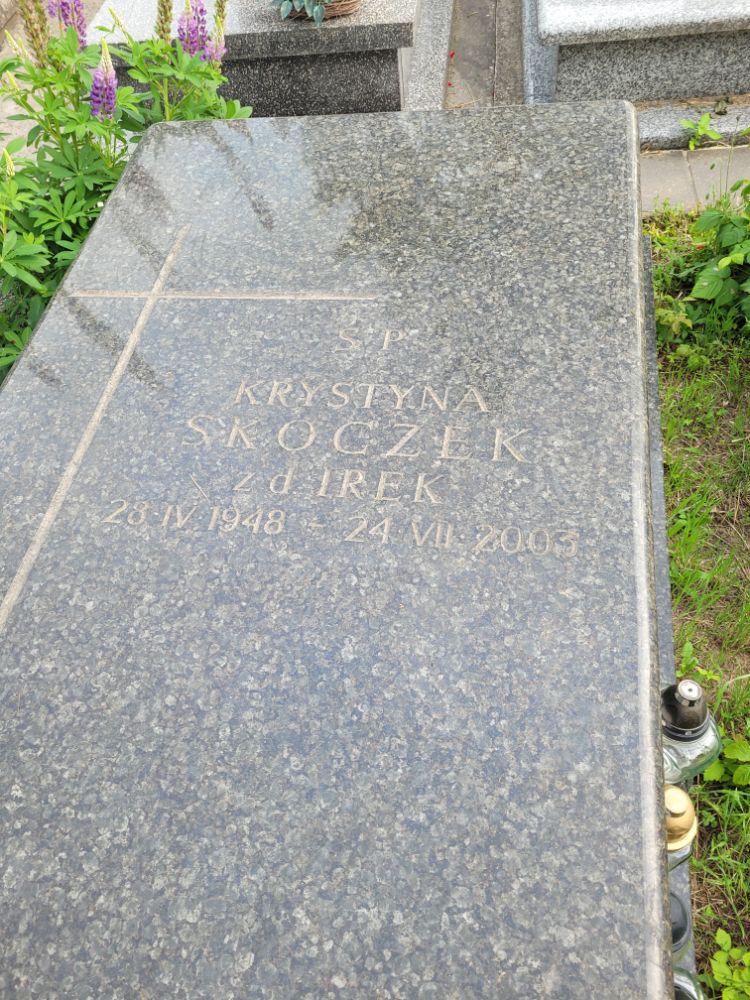 Ś P
KRYSTYNA
SKOCZEK
z d IREK
28 IV 1948 - 24 VII 2003